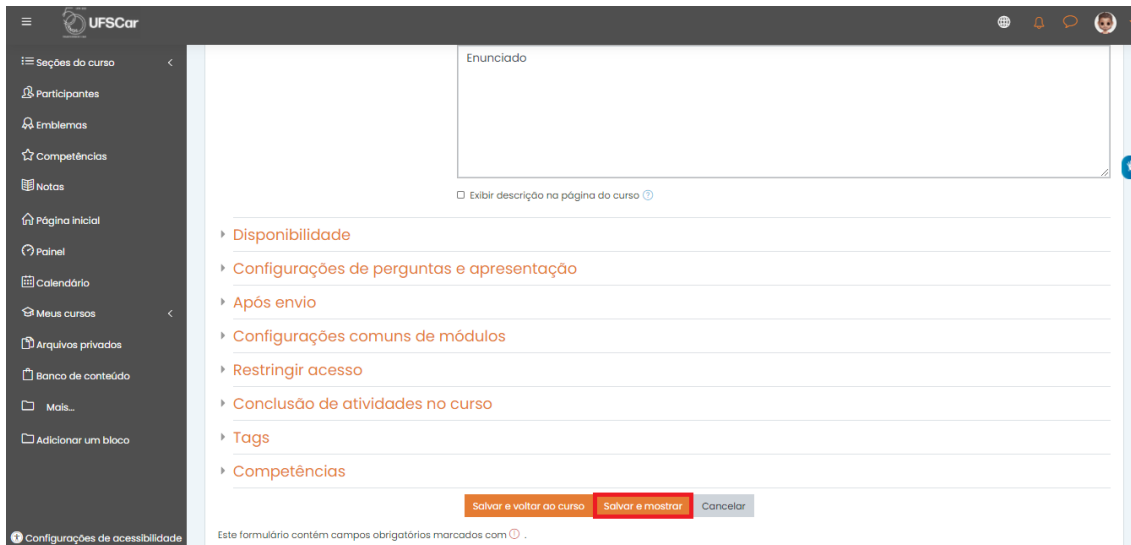 UFSCar
Seções do curso
Participantes
Emblemas
Competências
Notas
Página inicial
Painel
Calendário
Meus cursos
Arquivos privados
Banco de conteúdo
Mais...
Adicionar um bloco
Configurações de acessibilidade
Enunciado
Exibir descrição na página do curso
Disponibilidade
Configurações de perguntas e apresentação
Após envio
Configurações comuns de módulos
Restringir acesso
Conclusão de atividades no curso
Tags
Competências
Salvar e voltar ao curso Salvar e mostrar Cancelar
Este formulário contém campos obrigatórios marcados com .